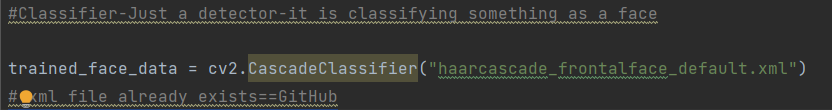 #Classifier-Just a detector-it is classifying something as a face
trained_face_data = cv2.CascadeClassifier("haarcascade_frontalface_default.xml")
# xml file already exists==GitHub